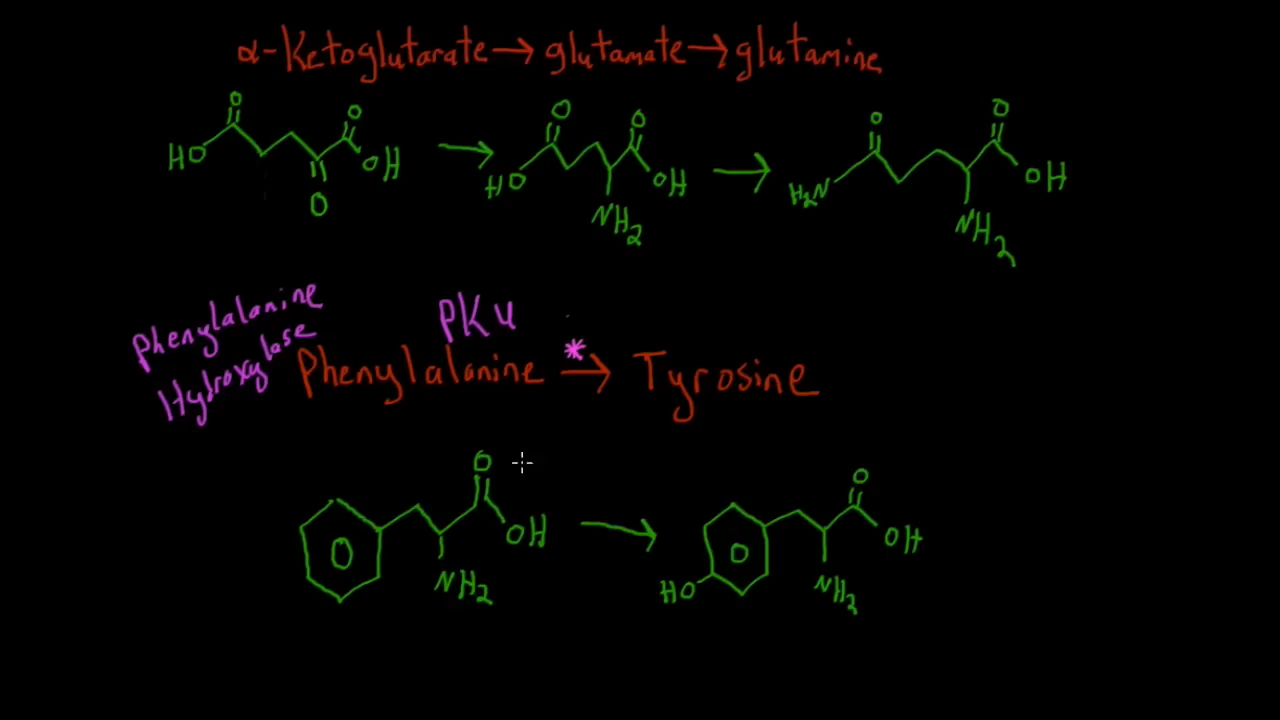 α-Ketoglutarate → glutamate → glutamine
O O O O O O
HO OH → HO OH → H₂N OH
O NH₂ NH₂
Phenylalanine
Hydroxylase
PKU
*
Phenylalanine → Tyrosine
O O
OH → OH
O O
NH₂ HO NH₂